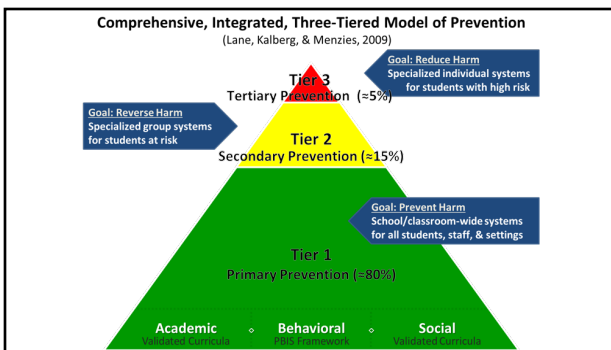 Comprehensive, Integrated, Three-Tiered Model of Prevention
(Lane, Kalberg, & Menzies, 2009)
Goal: Reduce Harm
Specialized individual systems
for students with high risk
Tier 3
Tertiary Prevention (≈5%)
Goal: Reverse Harm
Specialized group systems
for students at risk
Tier 2
Secondary Prevention (≈15%)
Goal: Prevent Harm
School/classroom-wide systems
for all students, staff, & settings
Tier 1
Primary Prevention (≈80%)
Academic ◇ Behavioral ◇ Social
Validated Curricula PBIS Framework Validated Curricula